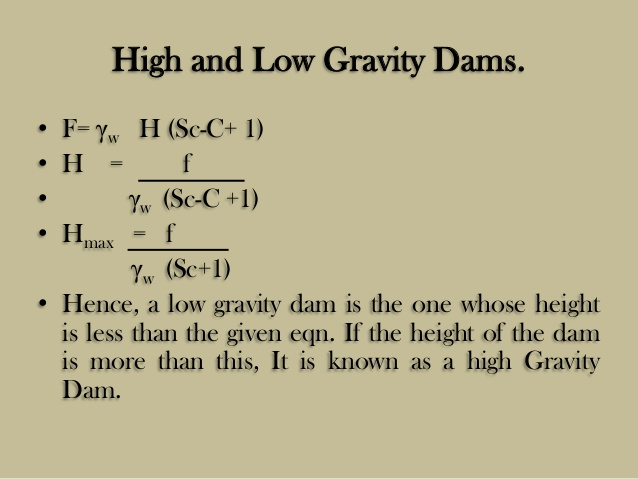 High and Low Gravity Dams.
• F= γw H (Sc-C+ 1)
• H = f
• γw (Sc-C +1)
• Hmax = f
γw (Sc+1)
• Hence, a low gravity dam is the one whose height
is less than the given eqn. If the height of the dam
is more than this, It is known as a high Gravity
Dam.